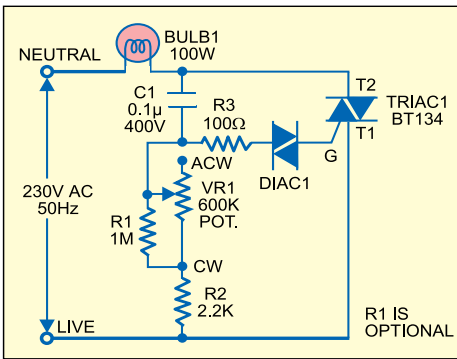 BULB1
100W
NEUTRAL
C1
0.1µ
400V
R3
100Ω
T2
TRIAC1
BT134
T1
G
DIAC1
ACW
VR1
600K
POT.
230V AC
50Hz
R1
1M
CW
R2
2.2K
LIVE
R1 IS
OPTIONAL